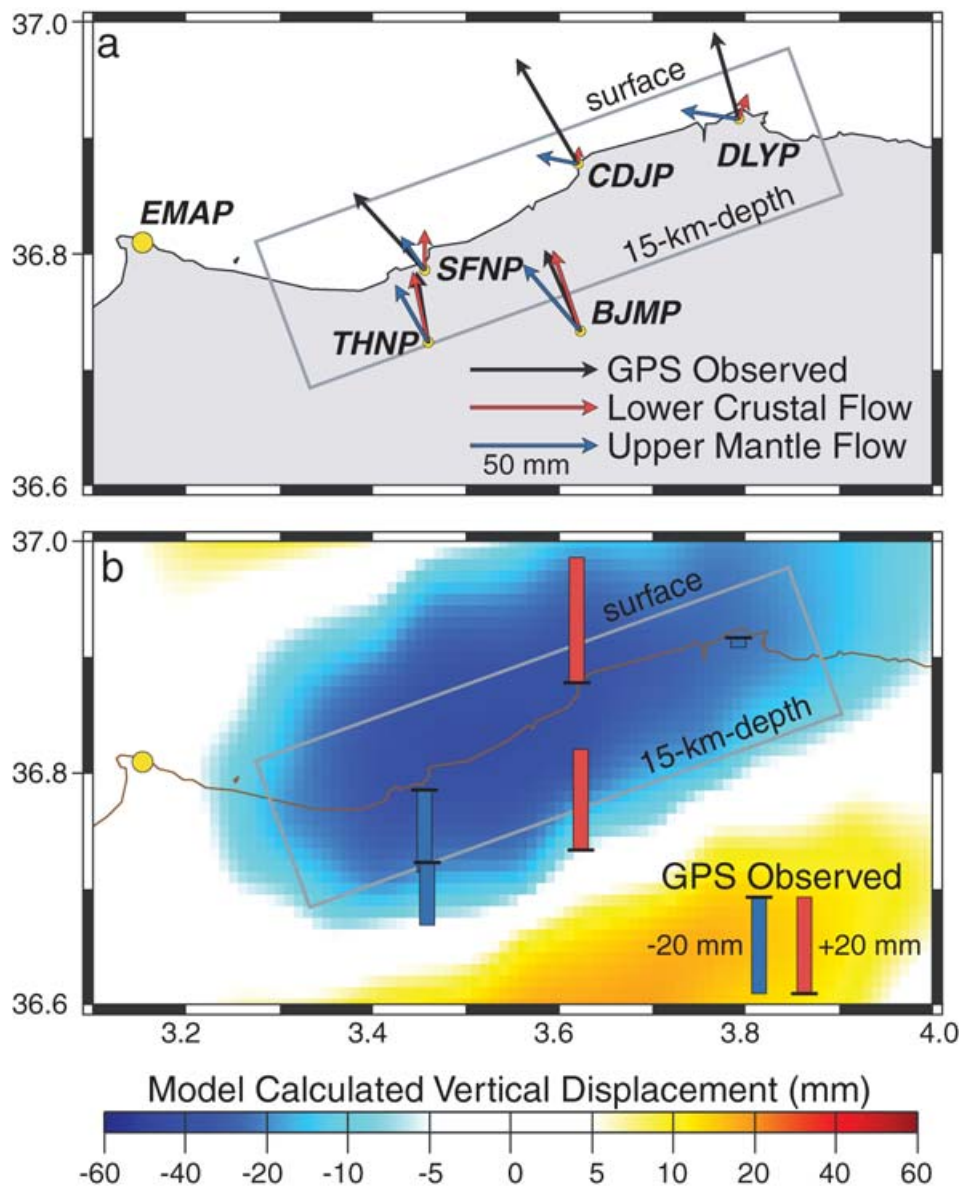 37.0
a
surface
DLYP
CDJP
EMAP
36.8
15-km-depth
SFNP
BJMP
THNP
GPS Observed
Lower Crustal Flow
Upper Mantle Flow
50 mm
36.6
37.0
b
surface
15-km-depth
36.8
GPS Observed
-20 mm +20 mm
36.6
3.2 3.4 3.6 3.8 4.0
Model Calculated Vertical Displacement (mm)
-60 -40 -20 -10 -5 0 5 10 20 40 60